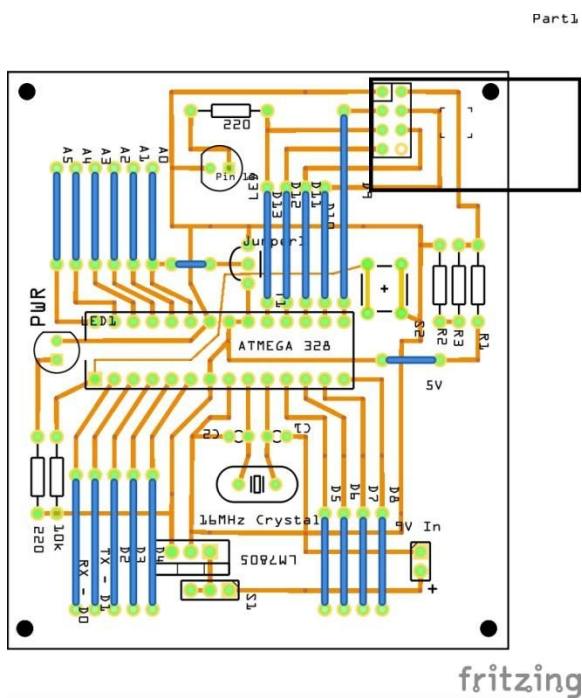 Part1
220
A5
A4
A3
A2
A1
A0
Pin 13
D13
D12
D11
D10
D9
Jumper1
PWR
LED1
ATMEGA 328
S2
R2
R3
R1
5V
C2
C1
16MHz Crystal
D5
D6
D7
D8
9V In
220
10k
RX - D0
TX - D1
D2
D3
D4
LM7805
S1
+
+
fritzing